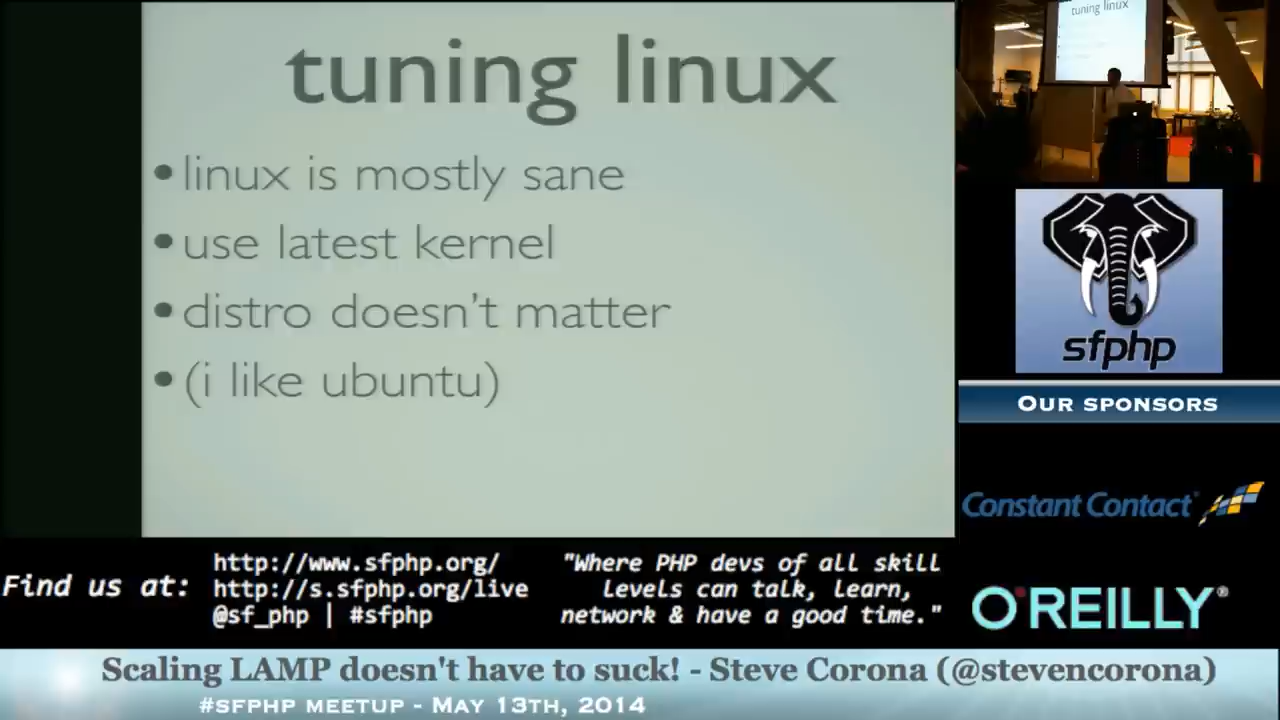 tuning linux
•linux is mostly sane
•use latest kernel
•distro doesn't matter
•(i like ubuntu)
tuning linux
sfphp
Our sponsors
Constant Contact®
O'REILLY®
Find us at:
http://www.sfphp.org/
http://s.sfphp.org/live
@sf_php | #sfphp
"Where PHP devs of all skill
Levels can talk, Learn,
network & have a good time."
Scaling LAMP doesn't have to suck! - Steve Corona (@stevencorona)
#sfphp meetup - May 13th, 2014